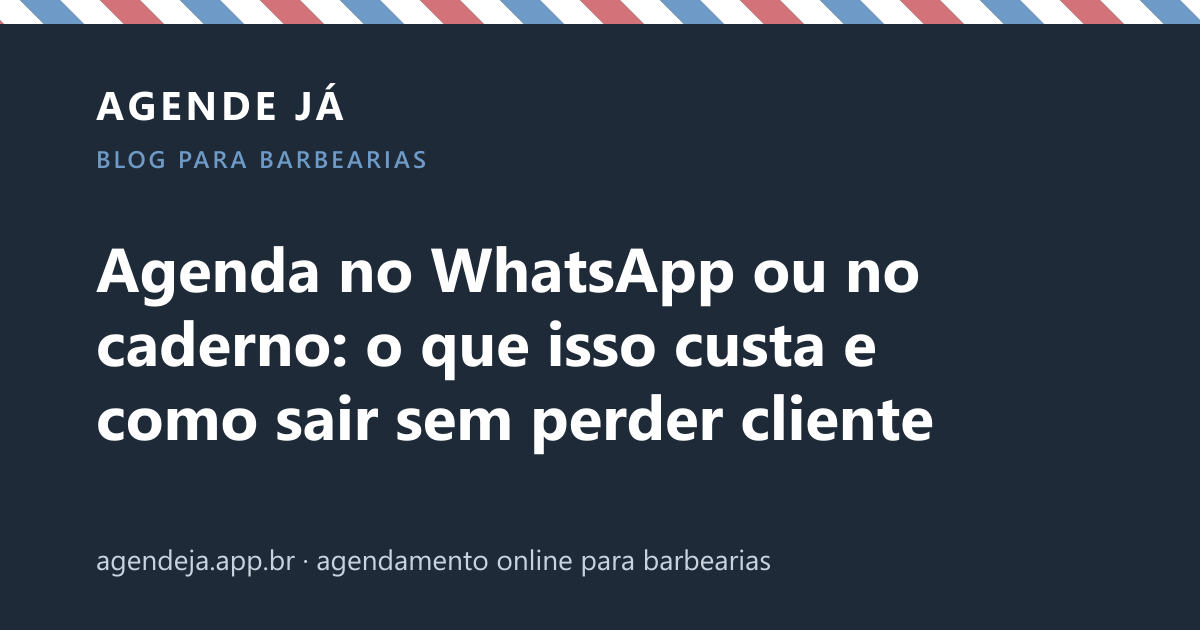 AGENDE JÁ
BLOG PARA BARBEARIAS
Agenda no WhatsApp ou no
caderno: o que isso custa e
como sair sem perder cliente
agendeja.app.br · agendamento online para barbearias